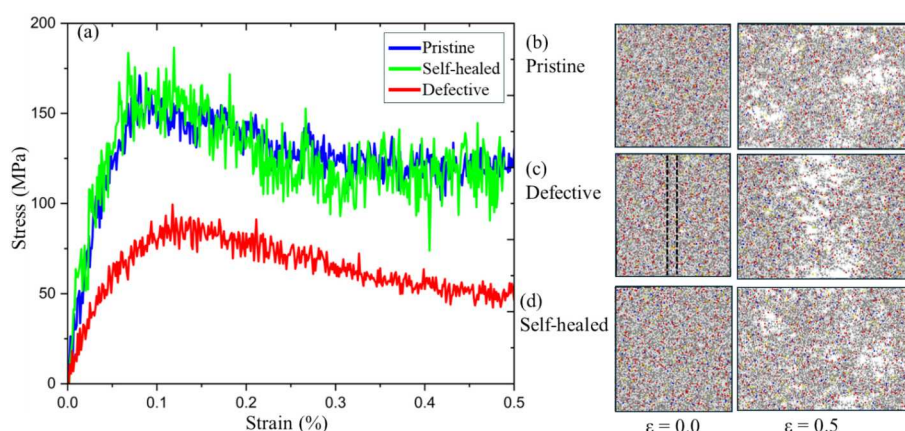 (a)
Pristine
Self-healed
Defective
200
150
100
50
0
0.0 0.1 0.2 0.3 0.4 0.5
Stress (MPa)
Strain (%)
(b)
Pristine
(c)
Defective
(d)
Self-healed
ε = 0.0 ε = 0.5